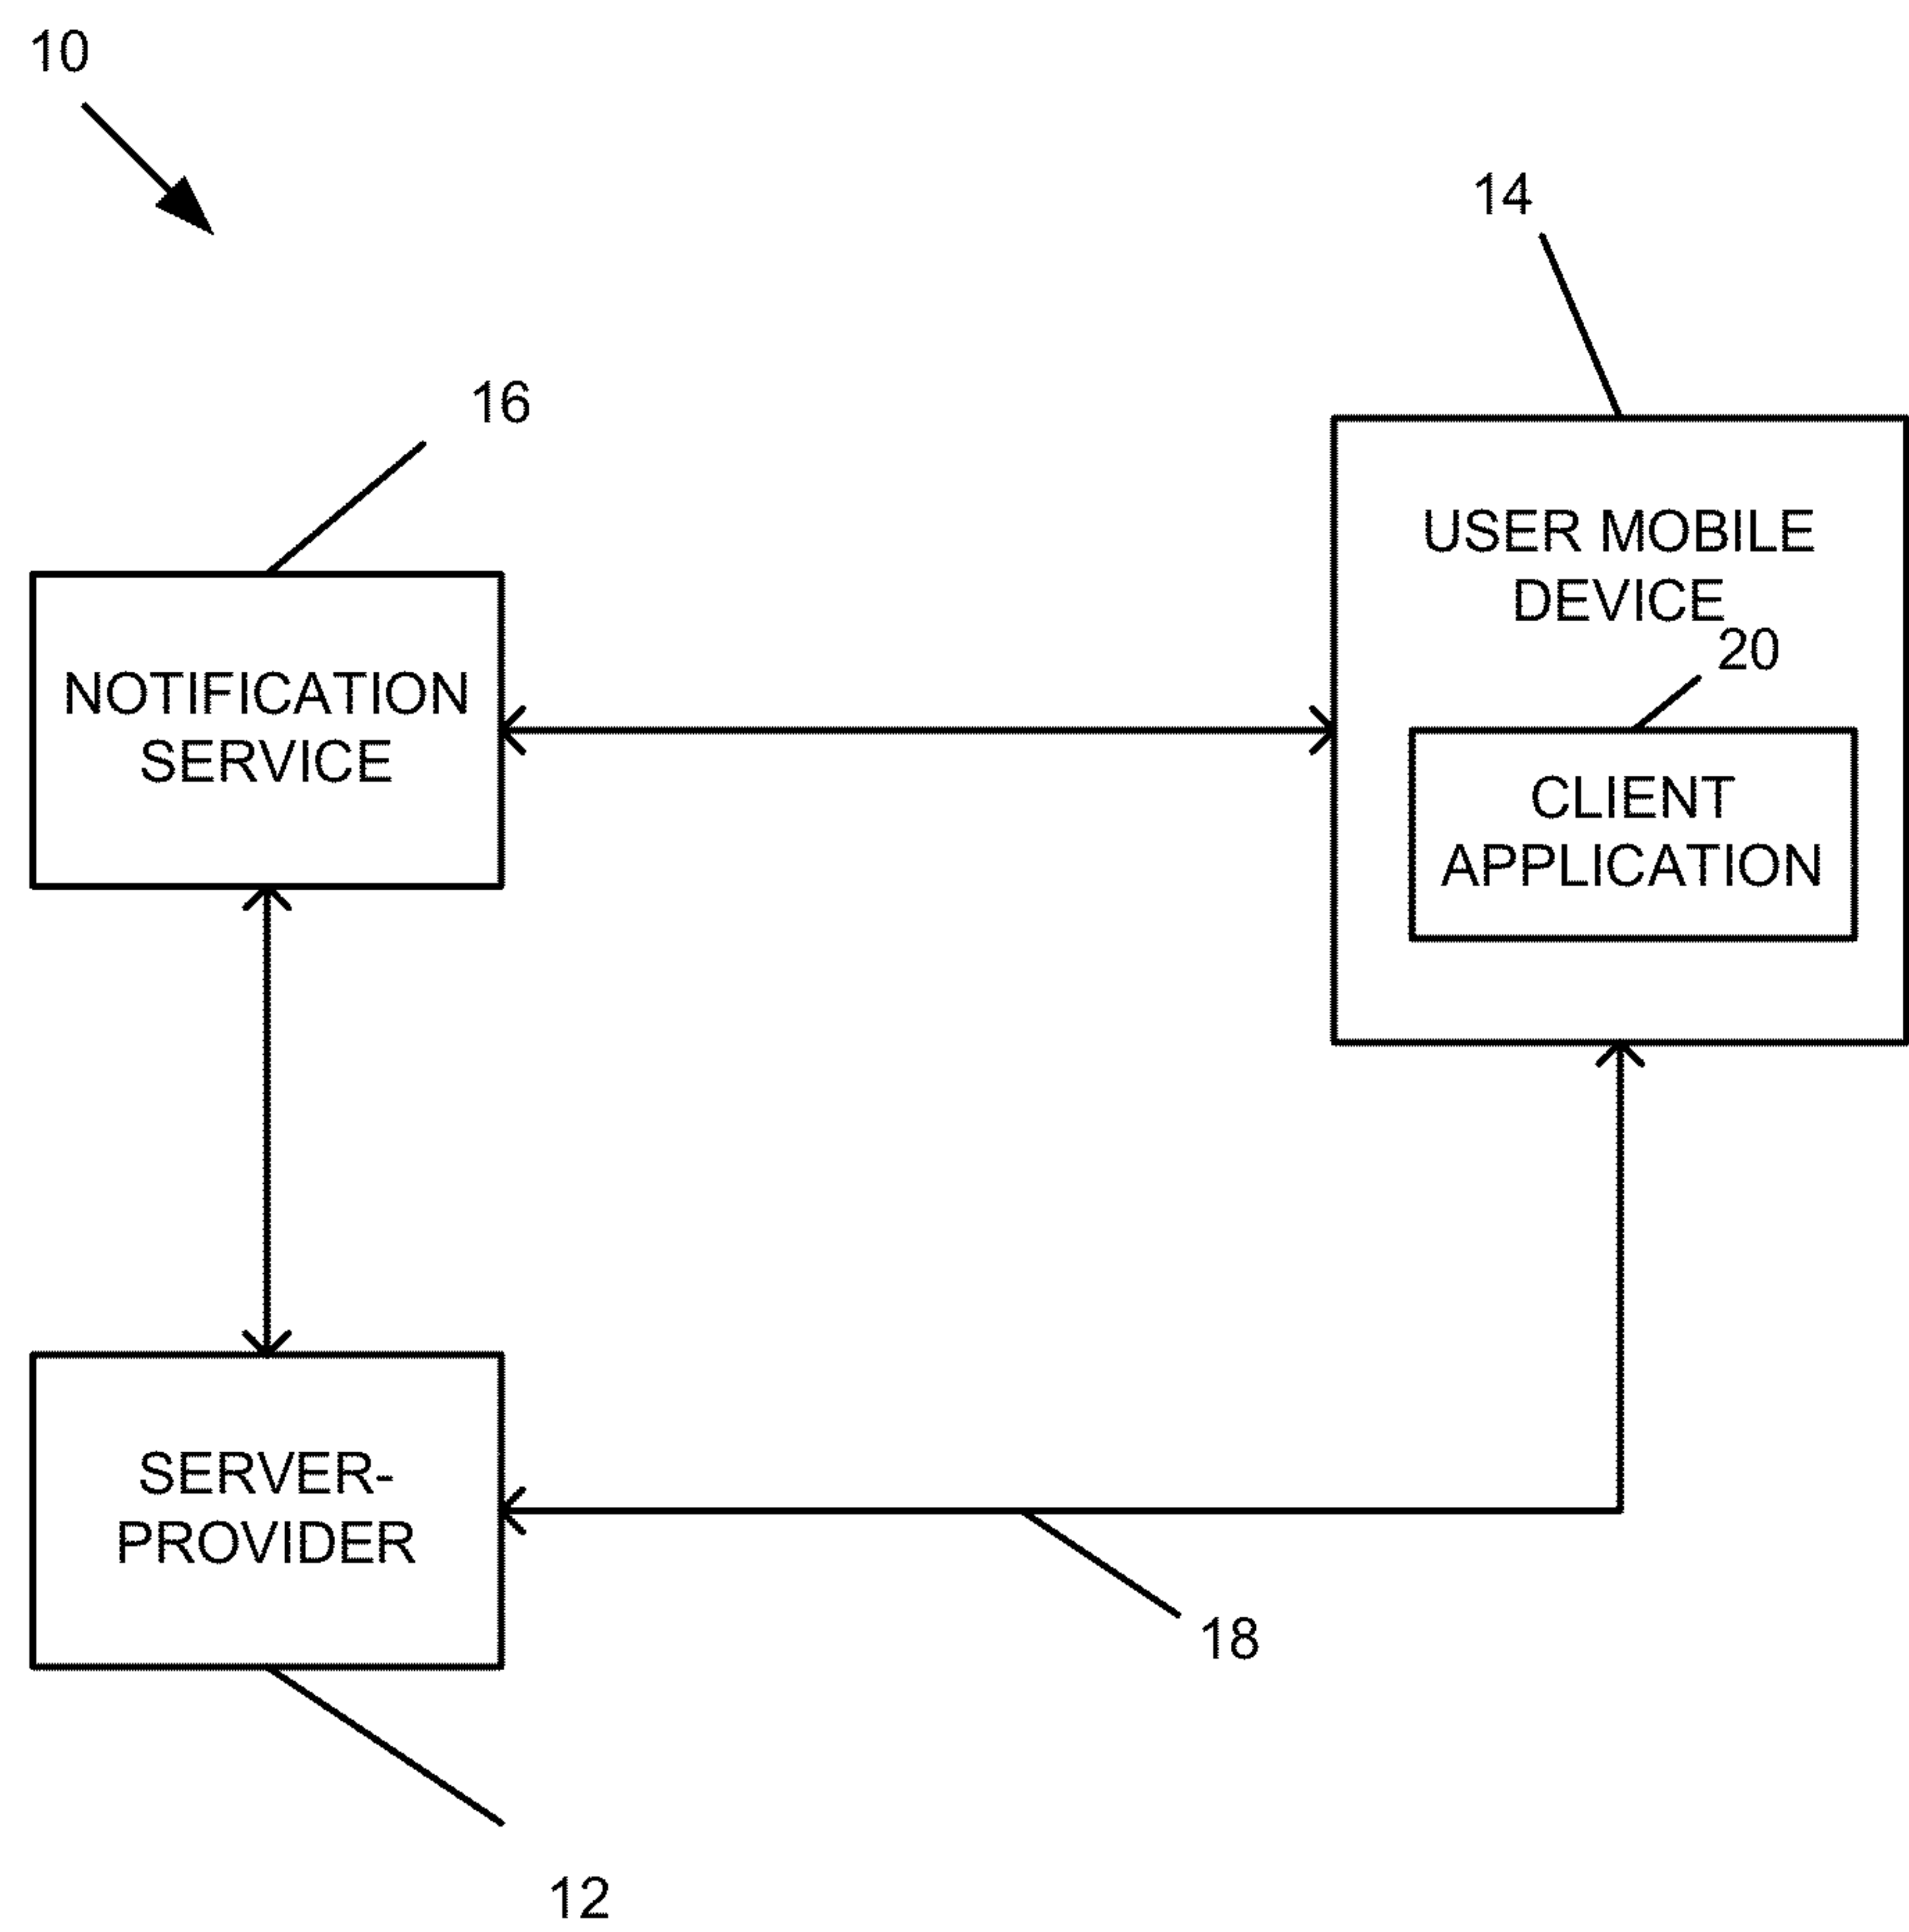 10
14
16
USER MOBILE
DEVICE
20
NOTIFICATION
SERVICE
CLIENT
APPLICATION
SERVER-
PROVIDER
18
12